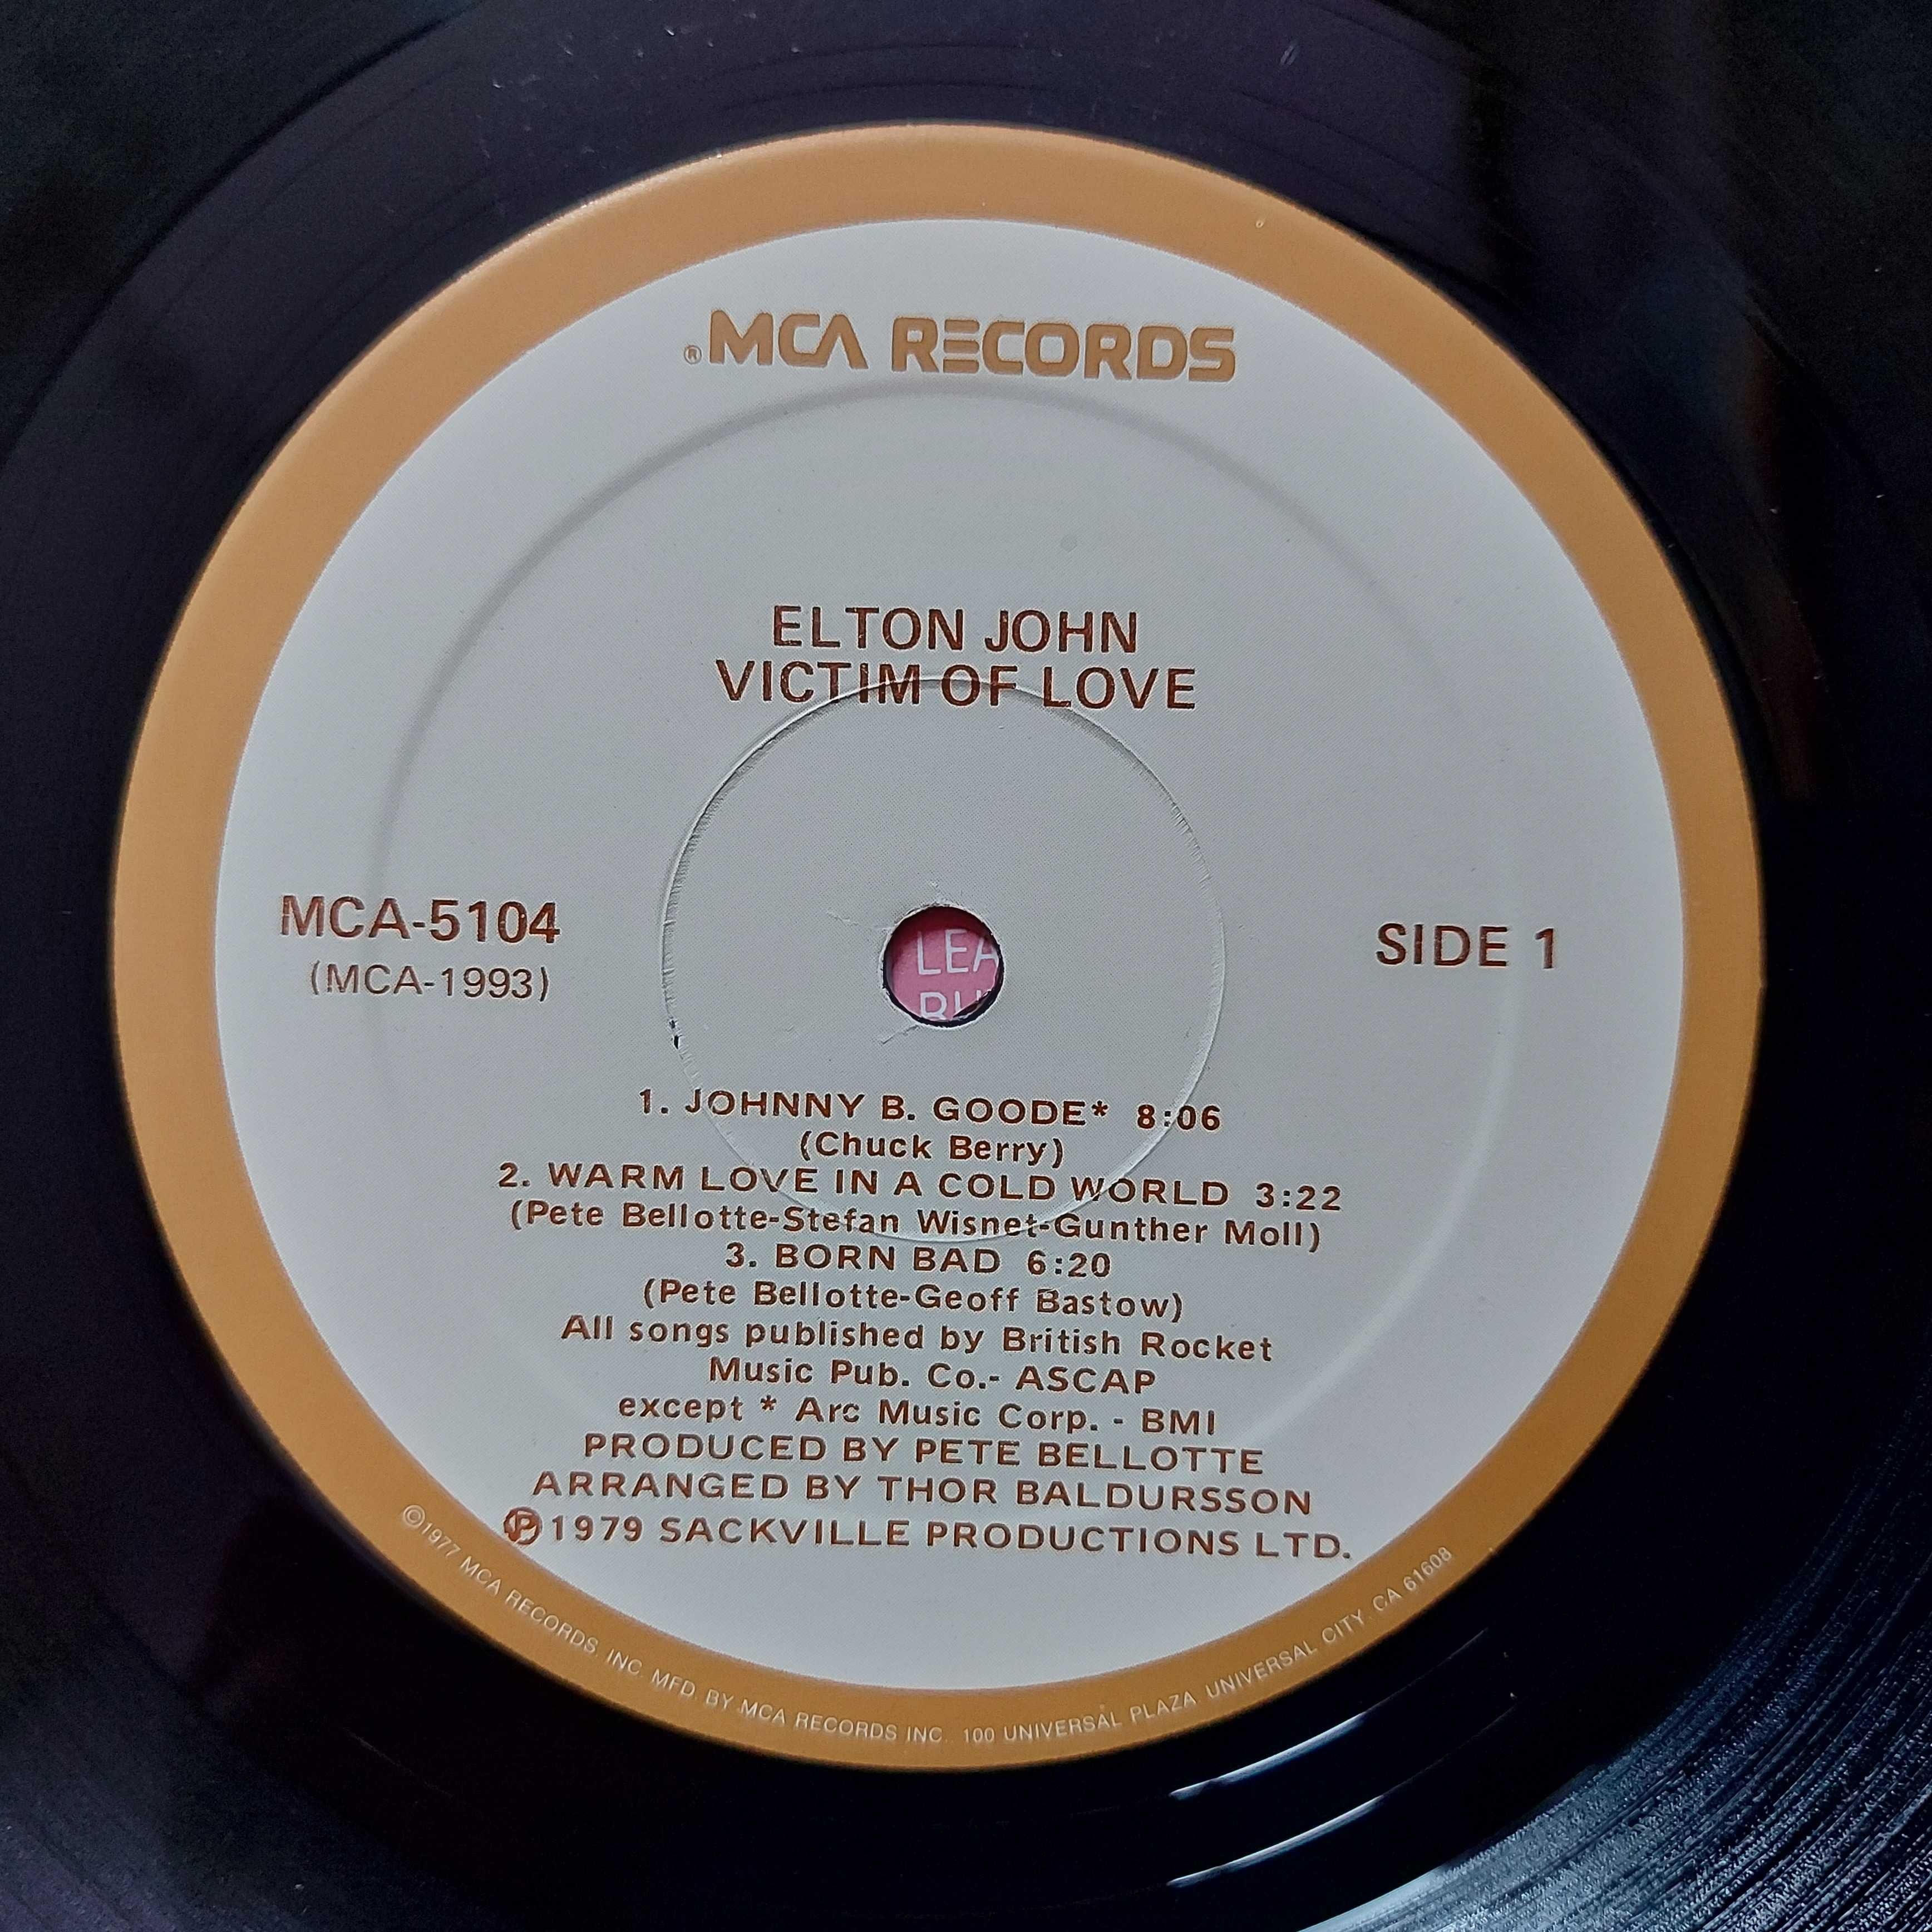 ® MCA RECORDS
ELTON JOHN
VICTIM OF LOVE
MCA-5104
(MCA-1993)
SIDE 1
LEA
1. JOHNNY B. GOODE* 8:06
(Chuck Berry)
2. WARM LOVE IN A COLD WORLD 3:22
(Pete Bellotte-Stefan Wisnet-Gunther Moll)
3. BORN BAD 6:20
(Pete Bellotte-Geoff Bastow)
All songs published by British Rocket
Music Pub. Co.- ASCAP
except * Arc Music Corp. - BMI
PRODUCED BY PETE BELLOTTE
ARRANGED BY THOR BALDURSSON
℗1979 SACKVILLE PRODUCTIONS LTD.
©1977 MCA RECORDS, INC. MFD. BY MCA RECORDS INC. 100 UNIVERSAL PLAZA UNIVERSAL CITY. CA 61608